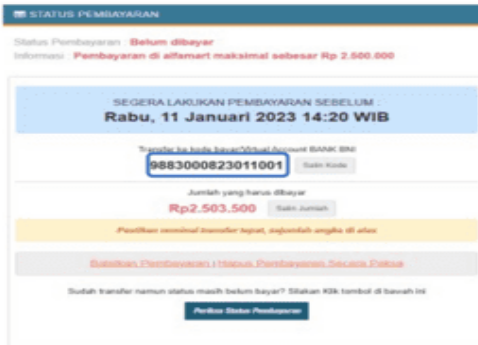 STATUS PEMBAYARAN
Status Pembayaran : Belum dibayar
Informasi : Pembayaran di alfamart maksimal sebesar Rp 2.500.000
SEGERA LAKUKAN PEMBAYARAN SEBELUM :
Rabu, 11 Januari 2023 14:20 WIB
Transfer ke kode bayar/Virtual Account BANK BNI
9883000823011001 Salin Kode
Jumlah yang harus dibayar
Rp2.503.500 Salin Jumlah
Pastikan nominal transfer tepat, sejumlah angka di atas
Batalkan Pembayaran | Hapus Pembayaran Secara Paksa
Sudah transfer namun status masih belum bayar? Silakan Klik tombol di bawah ini
Periksa Status Pembayaran